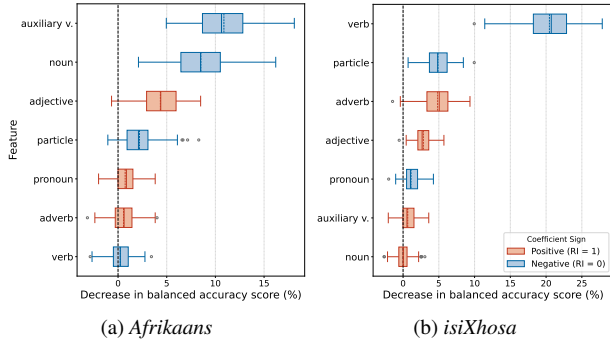 auxiliary v.
noun
adjective
particle
pronoun
adverb
verb
Feature
0 5 10 15
Decrease in balanced accuracy score (%)
(a) Afrikaans
verb
particle
adverb
adjective
pronoun
auxiliary v.
noun
Coefficient Sign
Positive (RI = 1)
Negative (RI = 0)
0 5 10 15 20 25
Decrease in balanced accuracy score (%)
(b) isiXhosa